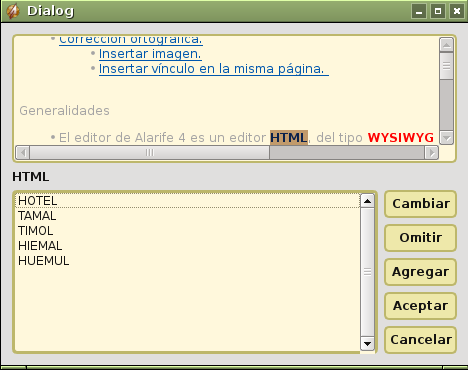 Dialog
Corrección ortográfica.
Insertar imagen.
Insertar vínculo en la misma página.
Generalidades
El editor de Alarife 4 es un editor HTML, del tipo WYSIWYG
HTML
HOTEL
TAMAL
TIMOL
HIEMAL
HUEMUL
Cambiar
Omitir
Agregar
Aceptar
Cancelar